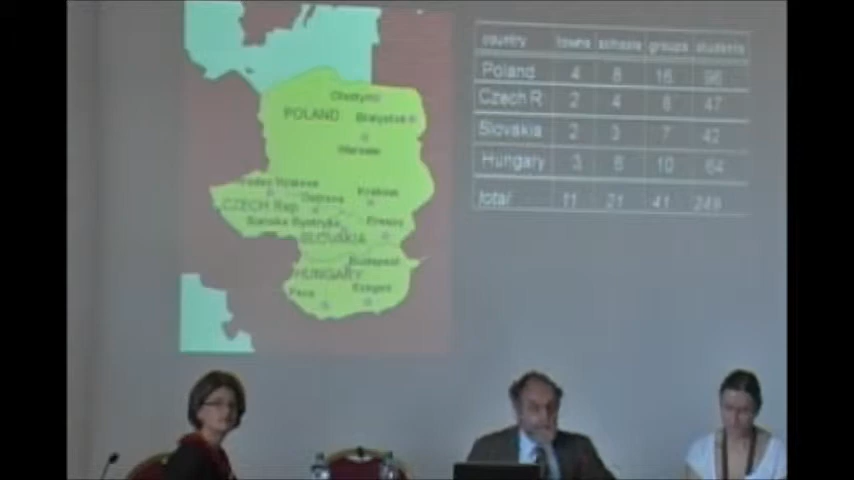 country towns schools groups students
Poland 4 8 16 96
Czech R 2 4 8 47
Slovakia 2 3 7 42
Hungary 3 6 10 64
total 11 21 41 249
Olsztyn
POLAND Bialystok
Warsaw
Krakow
CZECH Rep Ostrava
Banska Bystryka
SLOVAKIA
Budapest
HUNGARY
Pecs Szeged